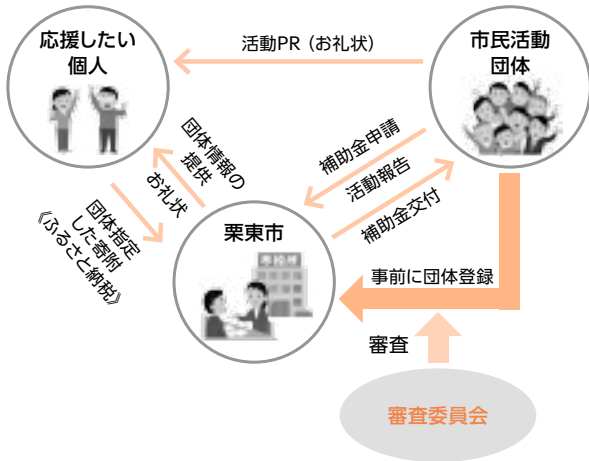 応援したい
個人
活動PR（お礼状）
市民活動
団体
団体情報の
提供
お礼状
団体指定
した寄附
《ふるさと納税》
補助金申請
活動報告
補助金交付
栗東市
市役所
事前に団体登録
審査
審査委員会